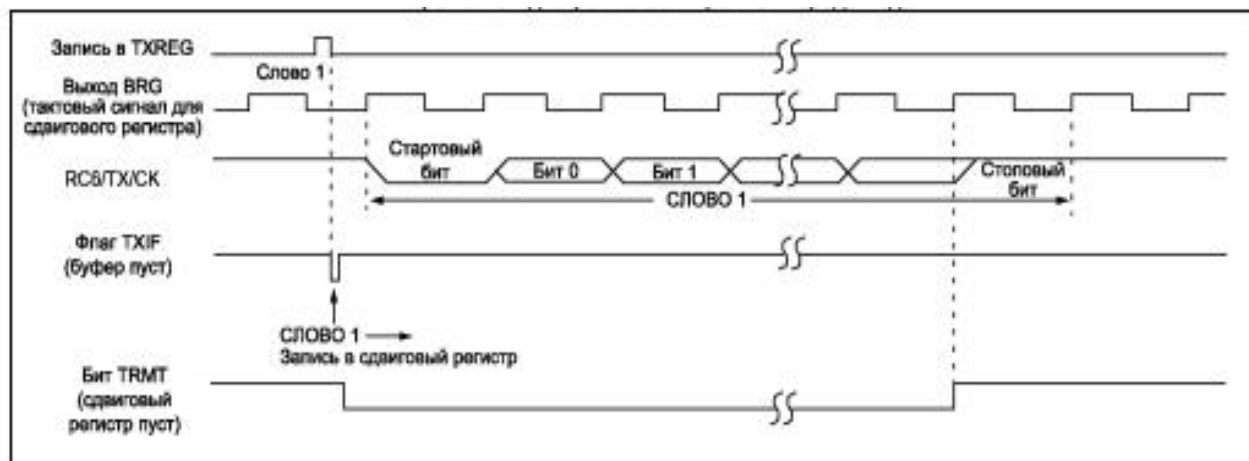 Запись в TXREG
Слово 1
Выход BRG
(тактовый сигнал для
сдвигового регистра)
RC6/TX/CK
Стартовый
бит
Бит 0
Бит 1
Стоповый
бит
СЛОВО 1
Флаг TXIF
(буфер пуст)
СЛОВО 1
Запись в сдвиговый регистр
Бит TRMT
(сдвиговый
регистр пуст)